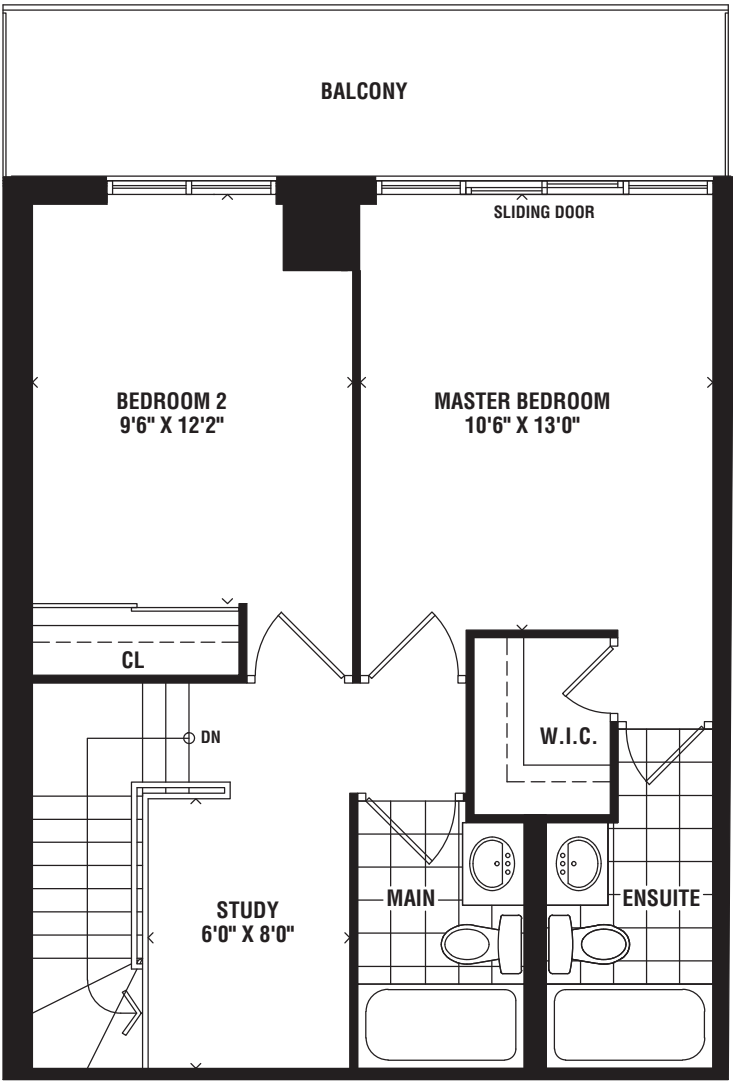 BALCONY
SLIDING DOOR
BEDROOM 2
9'6" X 12'2"
MASTER BEDROOM
10'6" X 13'0"
CL
DN
W.I.C.
MAIN
ENSUITE
STUDY
6'0" X 8'0"